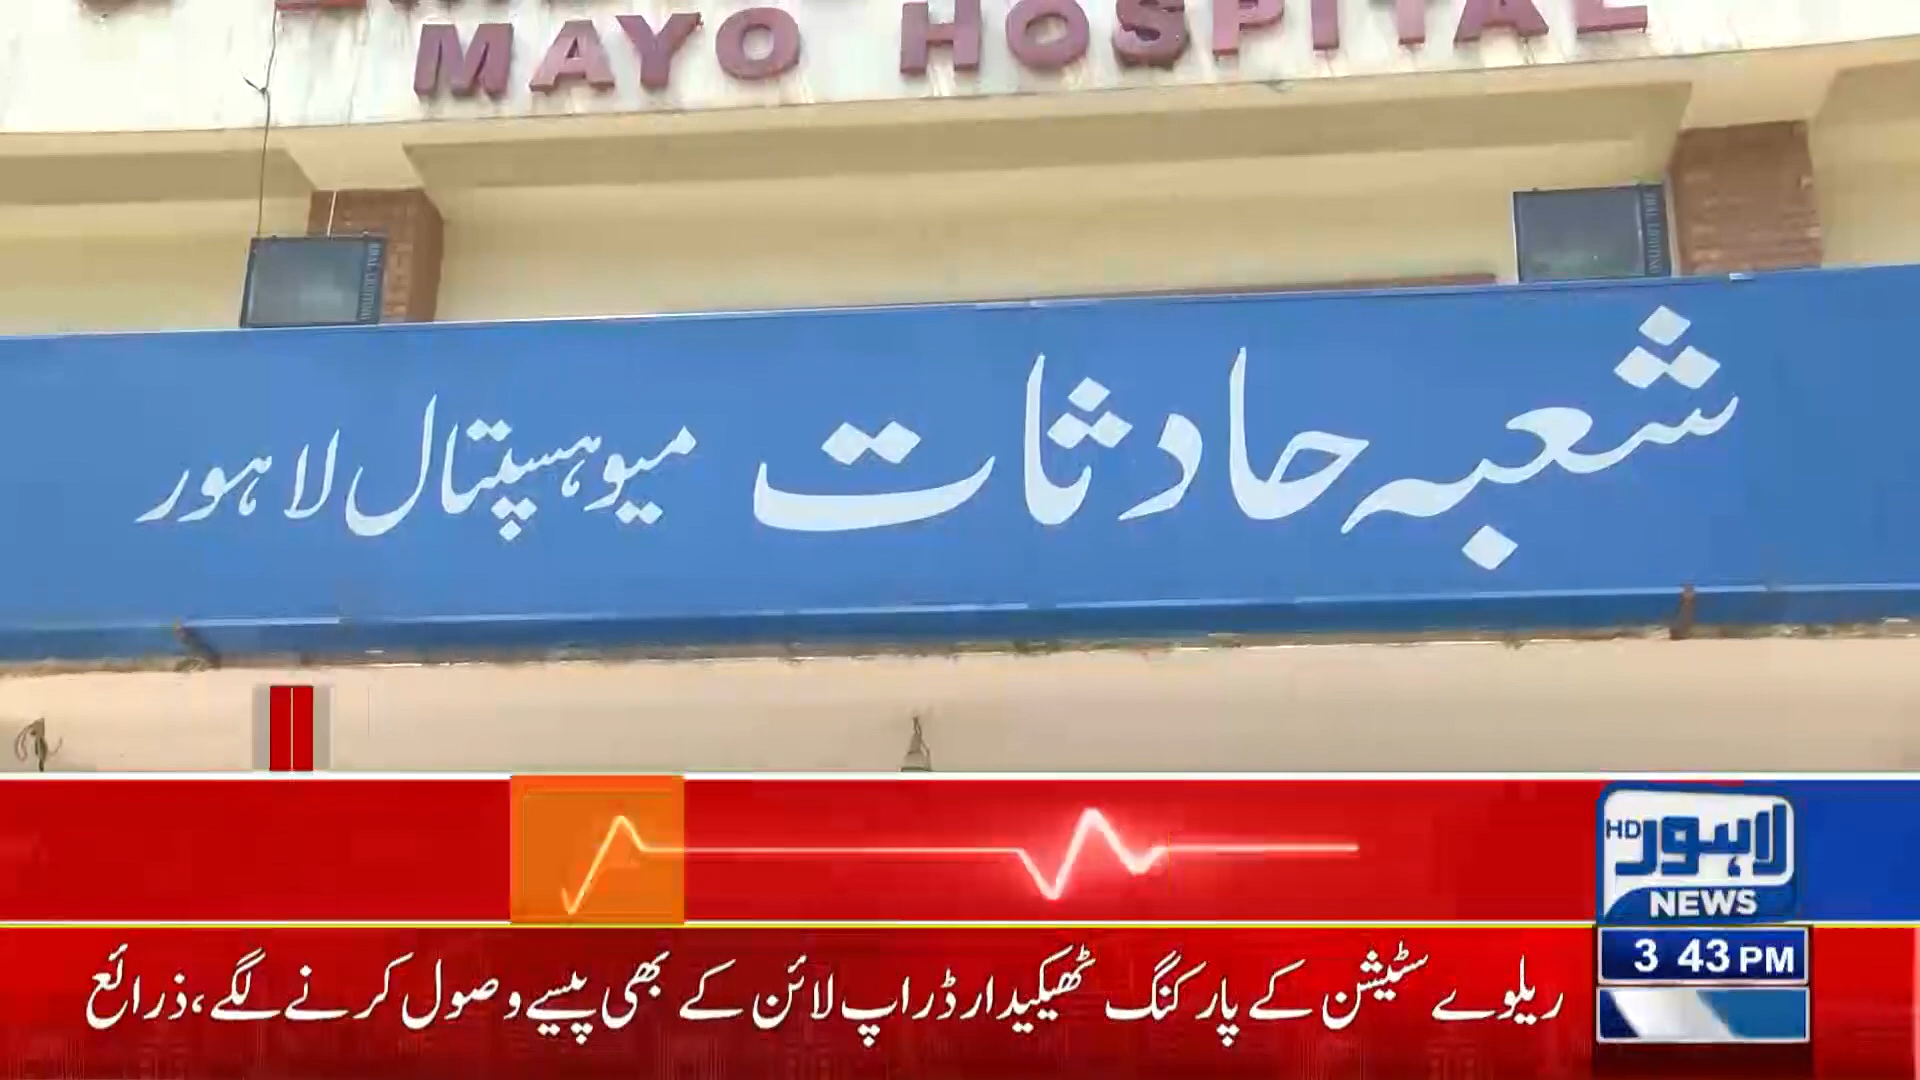 MAYO HOSPITAL
شعبہ حادثات میو ہسپتال لاہور
HD لاہور
NEWS
3 43 PM
ریلوے سٹیشن کے پارکنگ ٹھیکیدار ڈراپ لائن کے بھی پیسے وصول کرنے لگے، ذرائع